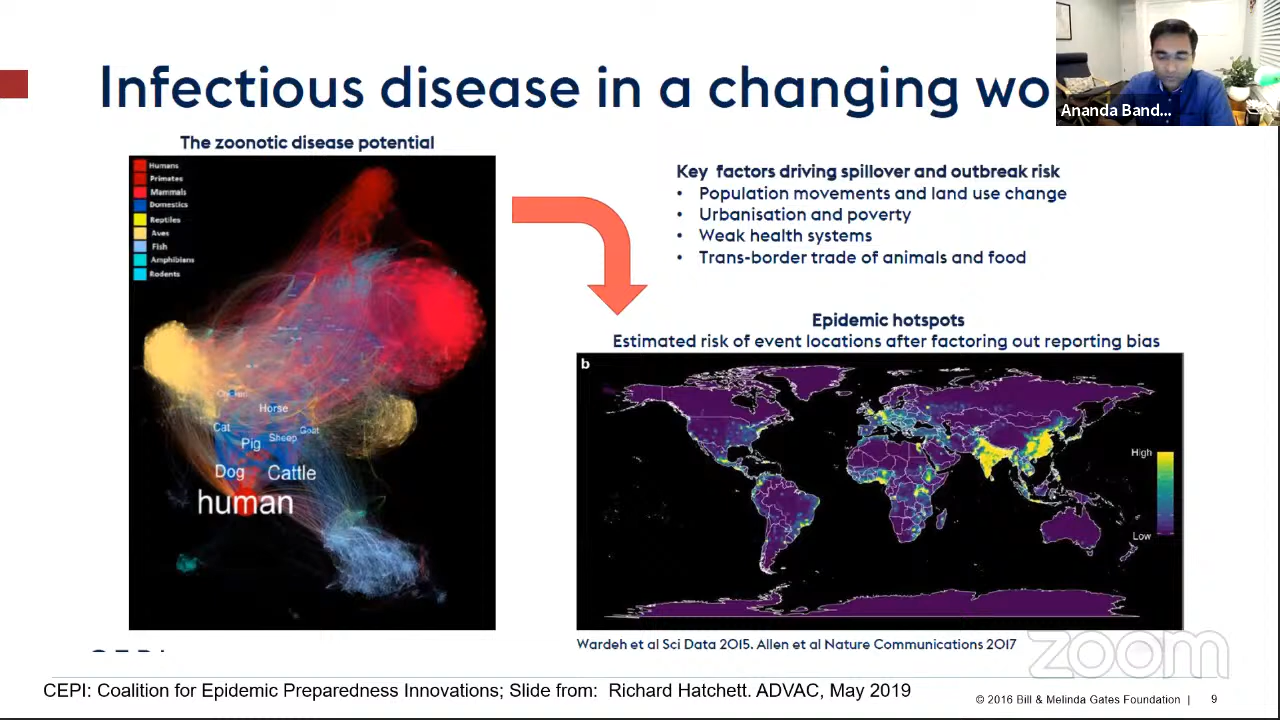 Infectious disease in a changing wo
Ananda Band...
The zoonotic disease potential
Humans
Primates
Mammals
Domestics
Reptiles
Aves
Fish
Amphibians
Rodents
Chicken
Horse
Cat
Goat
Sheep
Pig
Dog
Cattle
human
Key factors driving spillover and outbreak risk
• Population movements and land use change
• Urbanisation and poverty
• Weak health systems
• Trans-border trade of animals and food
Epidemic hotspots
Estimated risk of event locations after factoring out reporting bias
b
High
Low
Wardeh et al Sci Data 2015. Allen et al Nature Communications 2017
zoom
CEPI: Coalition for Epidemic Preparedness Innovations; Slide from: Richard Hatchett. ADVAC, May 2019
© 2016 Bill & Melinda Gates Foundation | 9